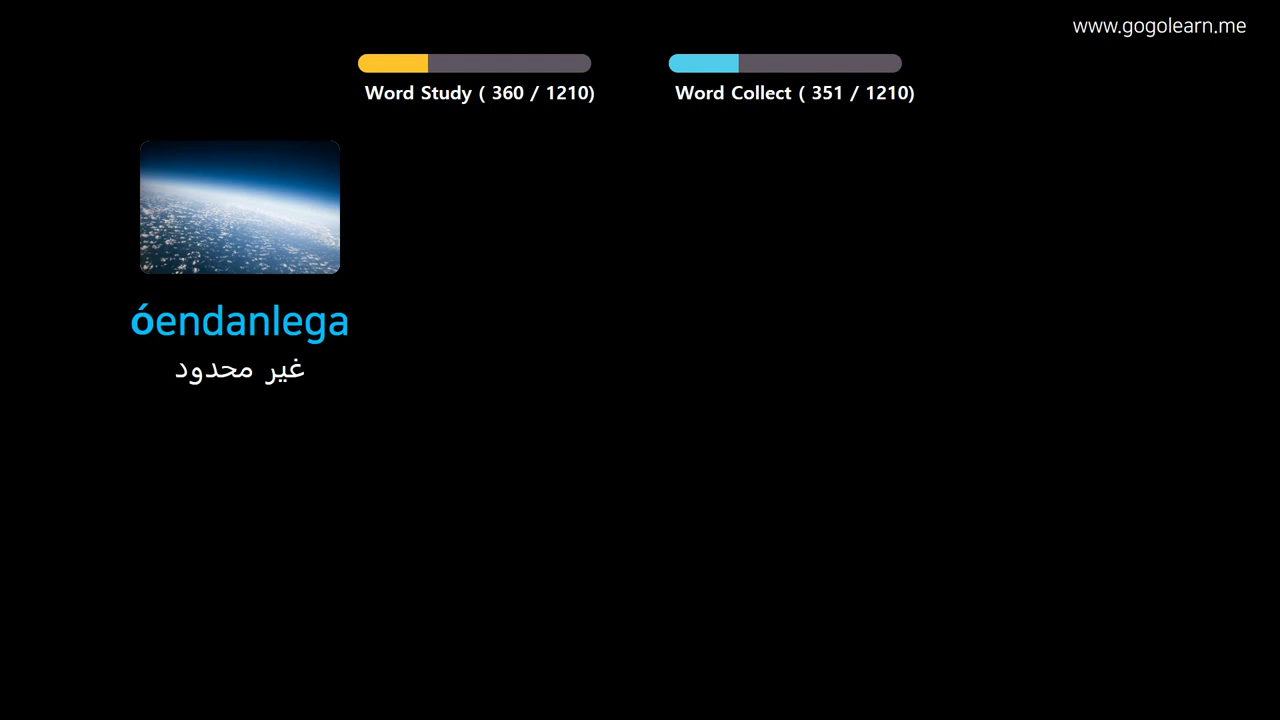 www.gogolearn.me
Word Study ( 360 / 1210)
Word Collect ( 351 / 1210)
óendanlega
غير محدود